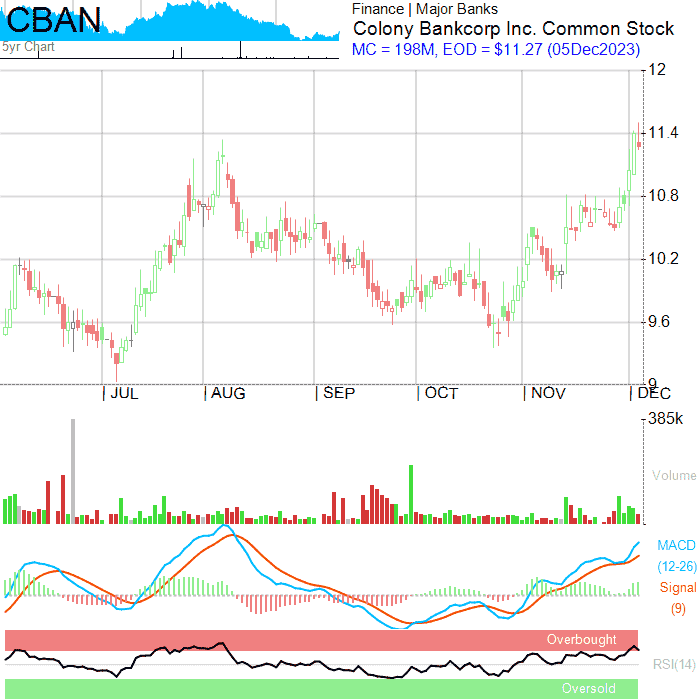 CBAN
5yr Chart
Finance | Major Banks
Colony Bankcorp Inc. Common Stock
MC = 198M, EOD = $11.27 (05Dec2023)
12
11.4
10.8
10.2
9.6
9
JUL AUG SEP OCT NOV DEC
385k
Volume
MACD
(12-26)
Signal
(9)
Overbought
RSI(14)
Oversold